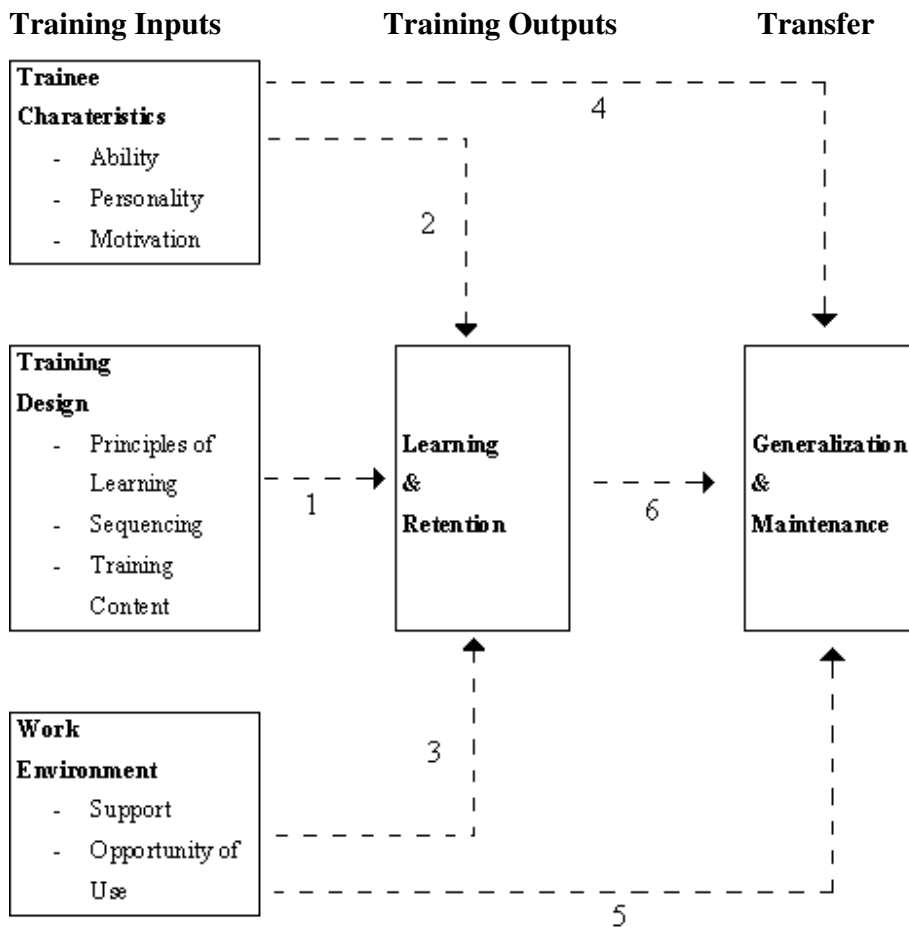 Training Inputs Training Outputs Transfer
Trainee
Charateristics
- Ability
- Personality
- Motivation
4
2
Training
Design
- Principles of
Learning
- Sequencing
- Training
Content
1
Learning
&
Retention
6
Generalization
&
Maintenance
Work
Environment
- Support
- Opportunity of
Use
3
5